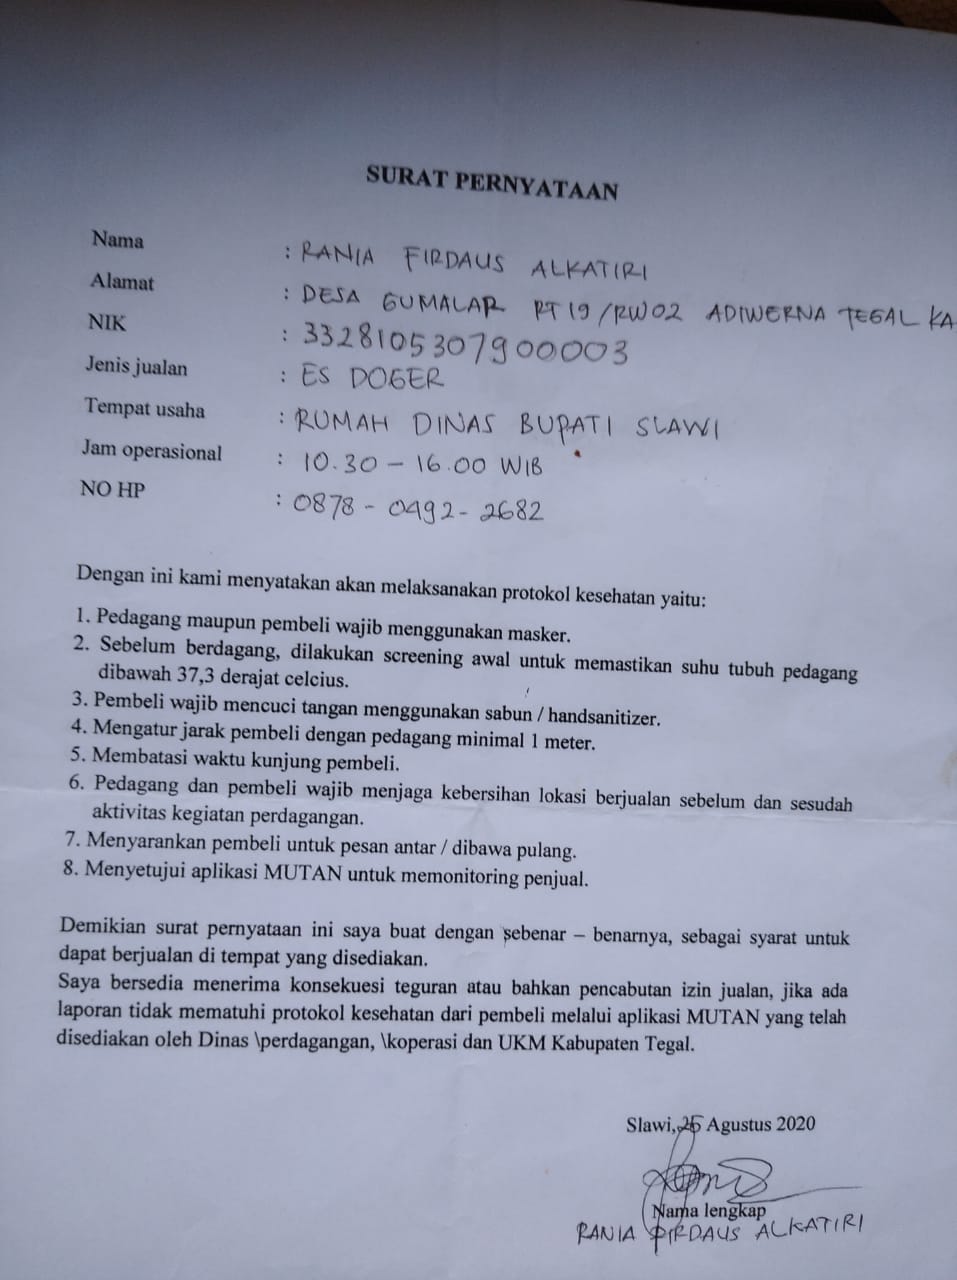 SURAT PERNYATAAN
Nama : RANIA FIRDAUS ALKATIRI
Alamat : DESA GUMALAR RT 19 /RW 02 ADIWERNA TEGAL KA
NIK : 3328105307900003
Jenis jualan : ES DOGER
Tempat usaha : RUMAH DINAS BUPATI SLAWI
Jam operasional : 10.30 - 16.00 WIB
NO HP : 0878 - 0492 - 2682
Dengan ini kami menyatakan akan melaksanakan protokol kesehatan yaitu:
1. Pedagang maupun pembeli wajib menggunakan masker.
2. Sebelum berdagang, dilakukan screening awal untuk memastikan suhu tubuh pedagang
dibawah 37,3 derajat celcius.
3. Pembeli wajib mencuci tangan menggunakan sabun / handsanitizer.
4. Mengatur jarak pembeli dengan pedagang minimal 1 meter.
5. Membatasi waktu kunjung pembeli.
6. Pedagang dan pembeli wajib menjaga kebersihan lokasi berjualan sebelum dan sesudah
aktivitas kegiatan perdagangan.
7. Menyarankan pembeli untuk pesan antar / dibawa pulang.
8. Menyetujui aplikasi MUTAN untuk memonitoring penjual.
Demikian surat pernyataan ini saya buat dengan sebenar – benarnya, sebagai syarat untuk
dapat berjualan di tempat yang disediakan.
Saya bersedia menerima konsekuesi teguran atau bahkan pencabutan izin jualan, jika ada
laporan tidak mematuhi protokol kesehatan dari pembeli melalui aplikasi MUTAN yang telah
disediakan oleh Dinas \perdagangan, \koperasi dan UKM Kabupaten Tegal.
Slawi, 25 Agustus 2020
Nama lengkap
RANIA FIRDAUS ALKATIRI